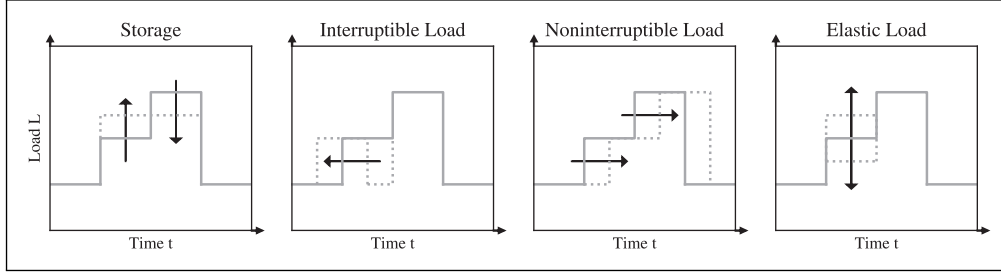 Storage
Interruptible Load
Noninterruptible Load
Elastic Load
Load L
Time t
Time t
Time t
Time t